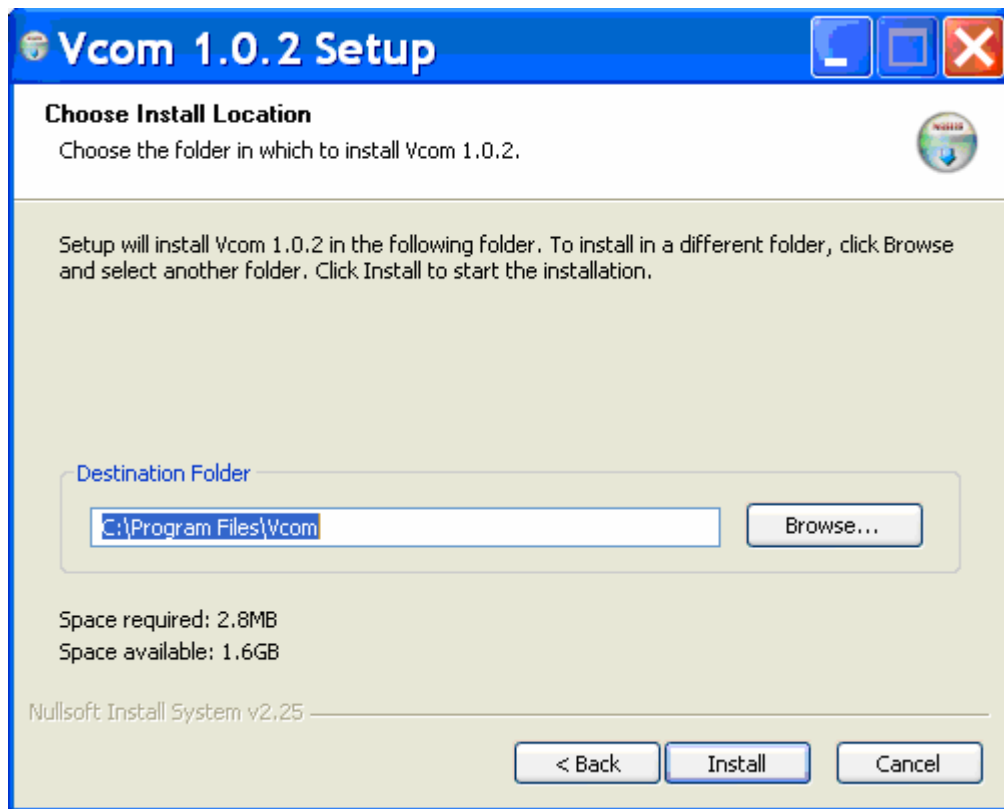 Vcom 1.0.2 Setup
Choose Install Location
Choose the folder in which to install Vcom 1.0.2.
Setup will install Vcom 1.0.2 in the following folder. To install in a different folder, click Browse
and select another folder. Click Install to start the installation.
Destination Folder
C:\Program Files\Vcom
Browse...
Space required: 2.8MB
Space available: 1.6GB
Nullsoft Install System v2.25
< Back
Install
Cancel